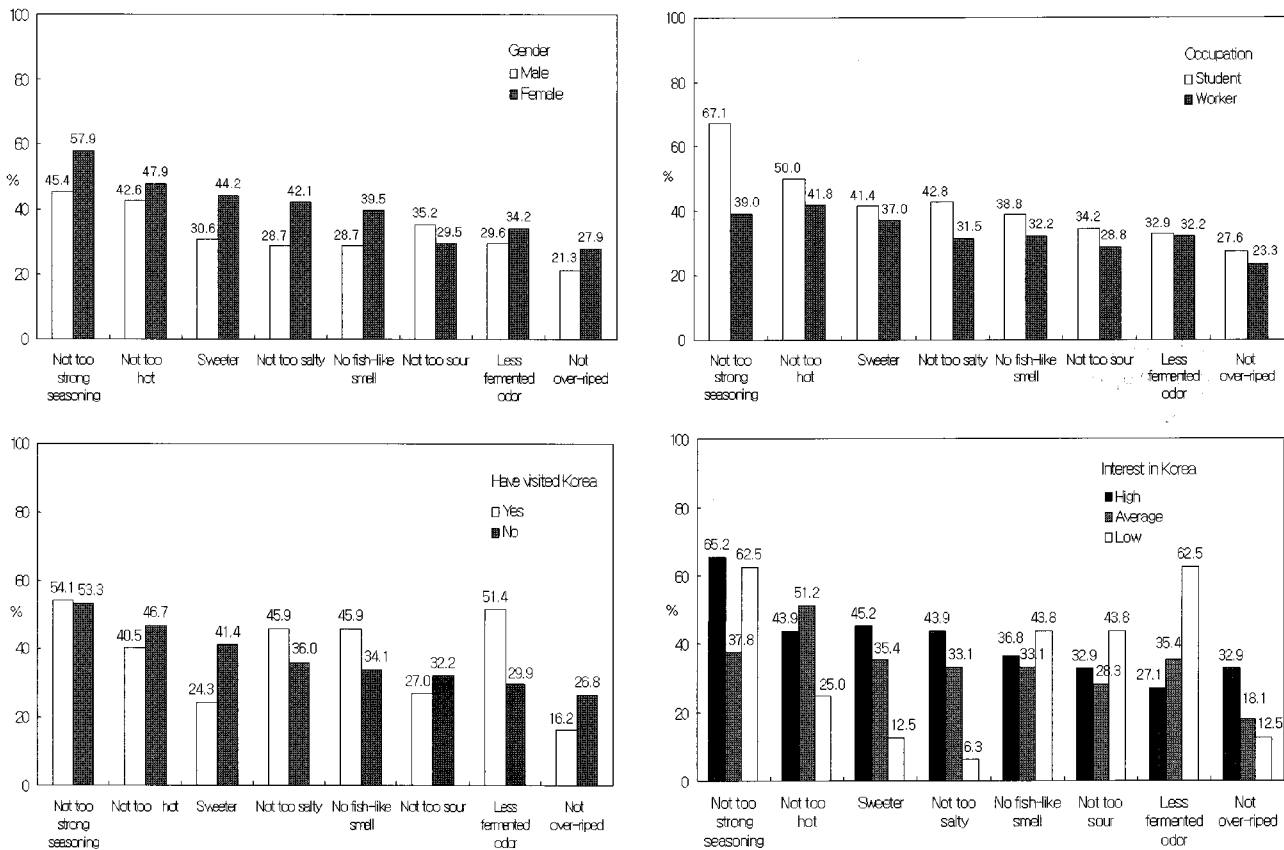 100
80
60
40
20
0
%
Gender
Male
Female
45.4
57.9
42.6
47.9
30.6
44.2
28.7
42.1
28.7
39.5
35.2
29.5
29.6
34.2
21.3
27.9
Not too
strong
seasoning
Not too
hot
Sweeter
Not too salty
No fish-like
smell
Not too sour
Less
fermented
odor
Not
over-riped
100
80
60
40
20
0
%
Occupation
Student
Worker
67.1
39.0
50.0
41.8
41.4
37.0
42.8
31.5
38.8
32.2
34.2
28.8
32.9
32.2
27.6
23.3
Not too
strong
seasoning
Not too
hot
Sweeter
Not too salty
No fish-like
smell
Not too sour
Less
fermented
odor
Not
over-riped
100
80
60
40
20
0
%
Have visited Korea
Yes
No
54.1
53.3
40.5
46.7
24.3
41.4
45.9
36.0
45.9
34.1
27.0
32.2
51.4
29.9
16.2
26.8
Not too
strong
seasoning
Not too hot
Sweeter
Not too salty
No fish-like
smell
Not too sour
Less
fermented
odor
Not
over-riped
100
80
60
40
20
0
%
Interest in Korea
High
Average
Low
65.2
37.8
62.5
43.9
51.2
25.0
45.2
35.4
12.5
43.9
33.1
6.3
36.8
33.1
43.8
32.9
28.3
43.8
27.1
35.4
62.5
32.9
18.1
12.5
Not too
strong
seasoning
Not too
hot
Sweeter
Not too
salty
No fish-like
smell
Not too
sour
Less
fermented
odor
Not
over-riped